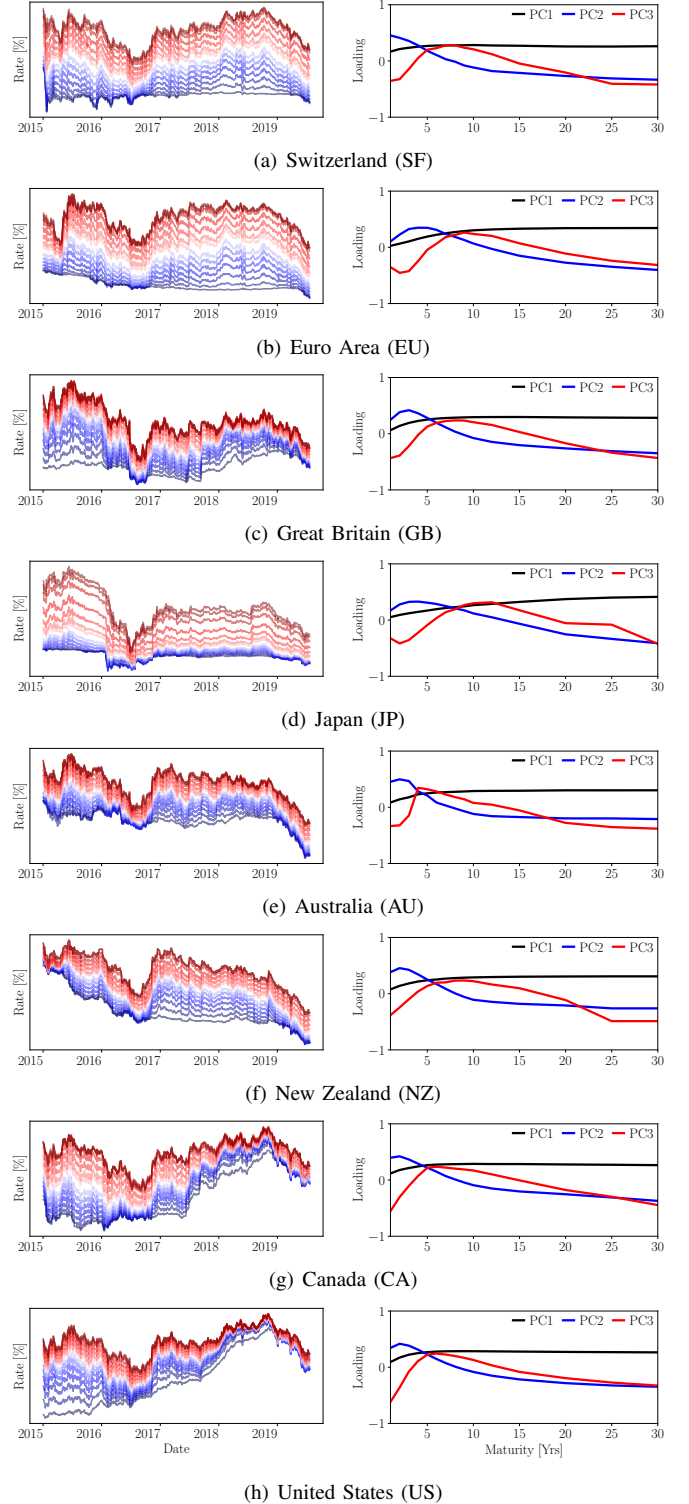 Rate [%]
2015 2016 2017 2018 2019
1
0
−1
Loading
PC1 PC2 PC3
5 10 15 20 25 30
(a) Switzerland (SF)
Rate [%]
2015 2016 2017 2018 2019
1
0
−1
Loading
PC1 PC2 PC3
5 10 15 20 25 30
(b) Euro Area (EU)
Rate [%]
2015 2016 2017 2018 2019
1
0
−1
Loading
PC1 PC2 PC3
5 10 15 20 25 30
(c) Great Britain (GB)
Rate [%]
2015 2016 2017 2018 2019
1
0
−1
Loading
PC1 PC2 PC3
5 10 15 20 25 30
(d) Japan (JP)
Rate [%]
2015 2016 2017 2018 2019
1
0
−1
Loading
PC1 PC2 PC3
5 10 15 20 25 30
(e) Australia (AU)
Rate [%]
2015 2016 2017 2018 2019
1
0
−1
Loading
PC1 PC2 PC3
5 10 15 20 25 30
(f) New Zealand (NZ)
Rate [%]
2015 2016 2017 2018 2019
1
0
−1
Loading
PC1 PC2 PC3
5 10 15 20 25 30
(g) Canada (CA)
Rate [%]
2015 2016 2017 2018 2019
Date
1
0
−1
Loading
PC1 PC2 PC3
5 10 15 20 25 30
Maturity [Yrs]
(h) United States (US)